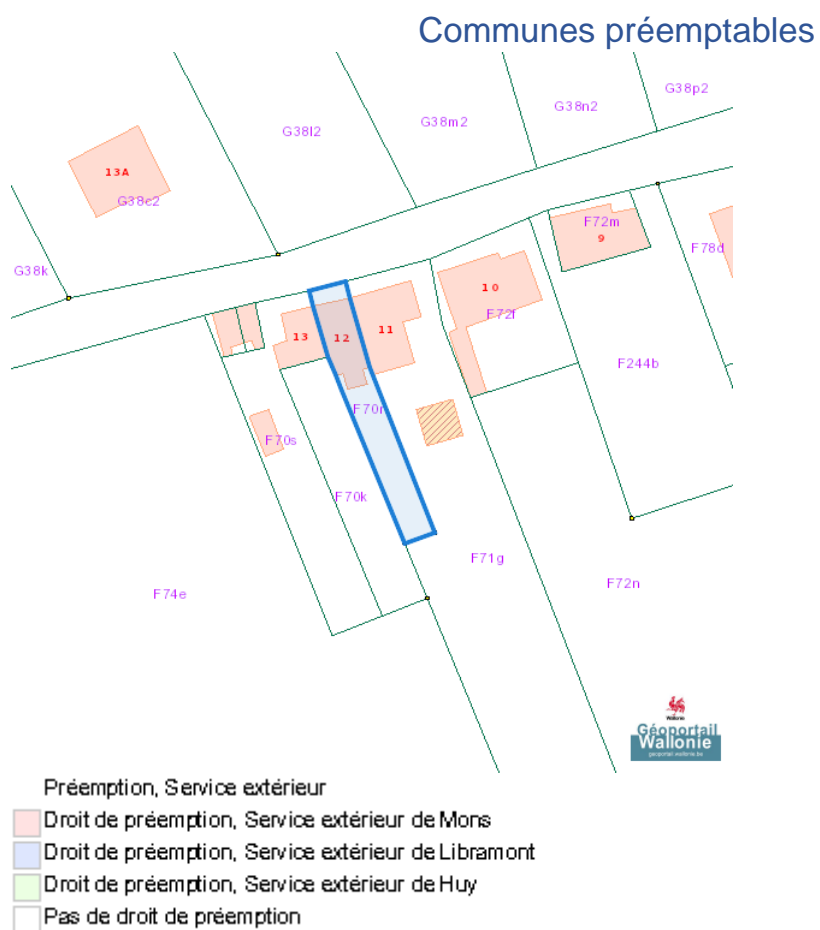 Communes préemptables
G38p2
G38n2
G38m2
G38l2
13A
G38c2
G38k
F72m
9
F78d
10
F72f
13
12
11
F244b
F70r
F70s
F70k
F71g
F72n
F74e
Wallonie
Géoportail
Wallonie
geoportail.wallonie.be
Préemption, Service extérieur
Droit de préemption, Service extérieur de Mons
Droit de préemption, Service extérieur de Libramont
Droit de préemption, Service extérieur de Huy
Pas de droit de préemption